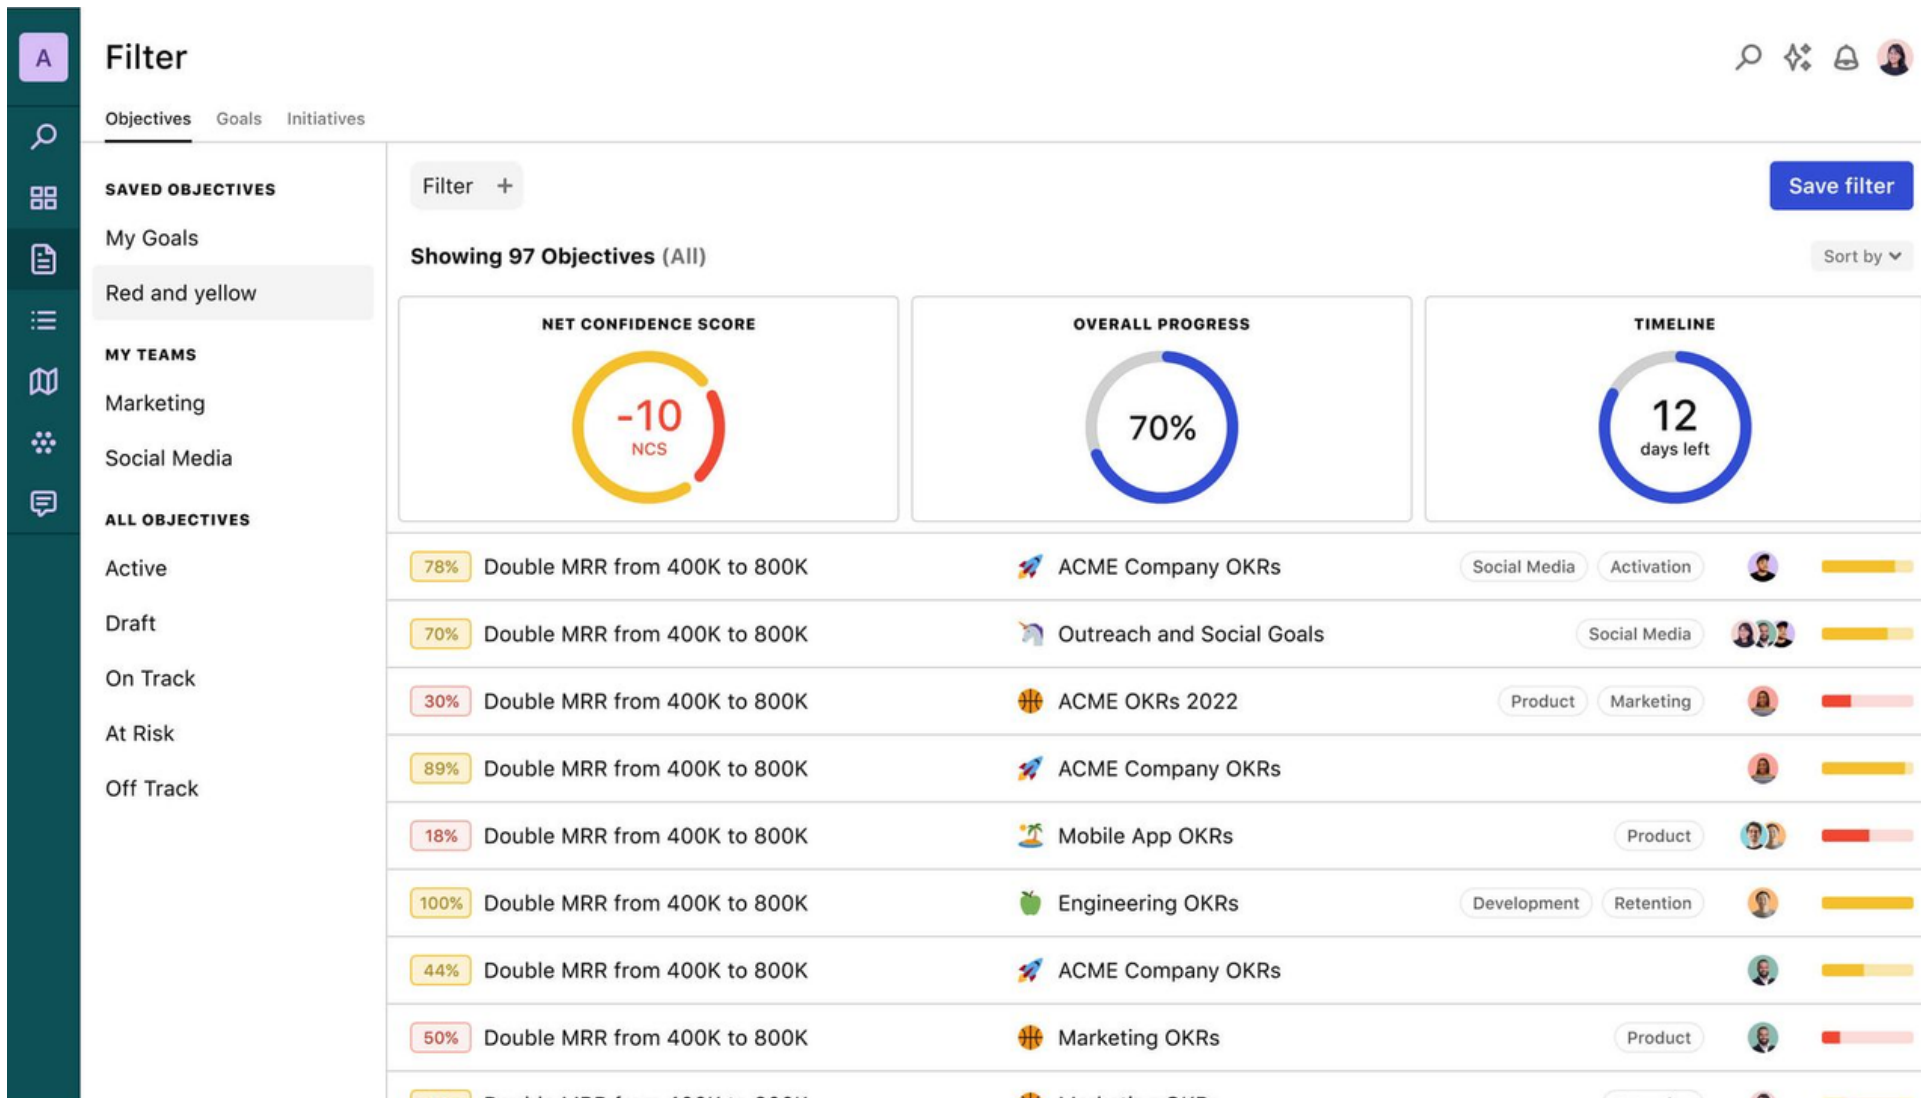 A
Filter
Objectives Goals Initiatives
SAVED OBJECTIVES
My Goals
Red and yellow
MY TEAMS
Marketing
Social Media
ALL OBJECTIVES
Active
Draft
On Track
At Risk
Off Track
Filter +
Save filter
Showing 97 Objectives (All)
Sort by
NET CONFIDENCE SCORE
-10
NCS
OVERALL PROGRESS
70%
TIMELINE
12
days left
78% Double MRR from 400K to 800K ACME Company OKRs Social Media Activation
70% Double MRR from 400K to 800K Outreach and Social Goals Social Media
30% Double MRR from 400K to 800K ACME OKRs 2022 Product Marketing
89% Double MRR from 400K to 800K ACME Company OKRs
18% Double MRR from 400K to 800K Mobile App OKRs Product
100% Double MRR from 400K to 800K Engineering OKRs Development Retention
44% Double MRR from 400K to 800K ACME Company OKRs
50% Double MRR from 400K to 800K Marketing OKRs Product